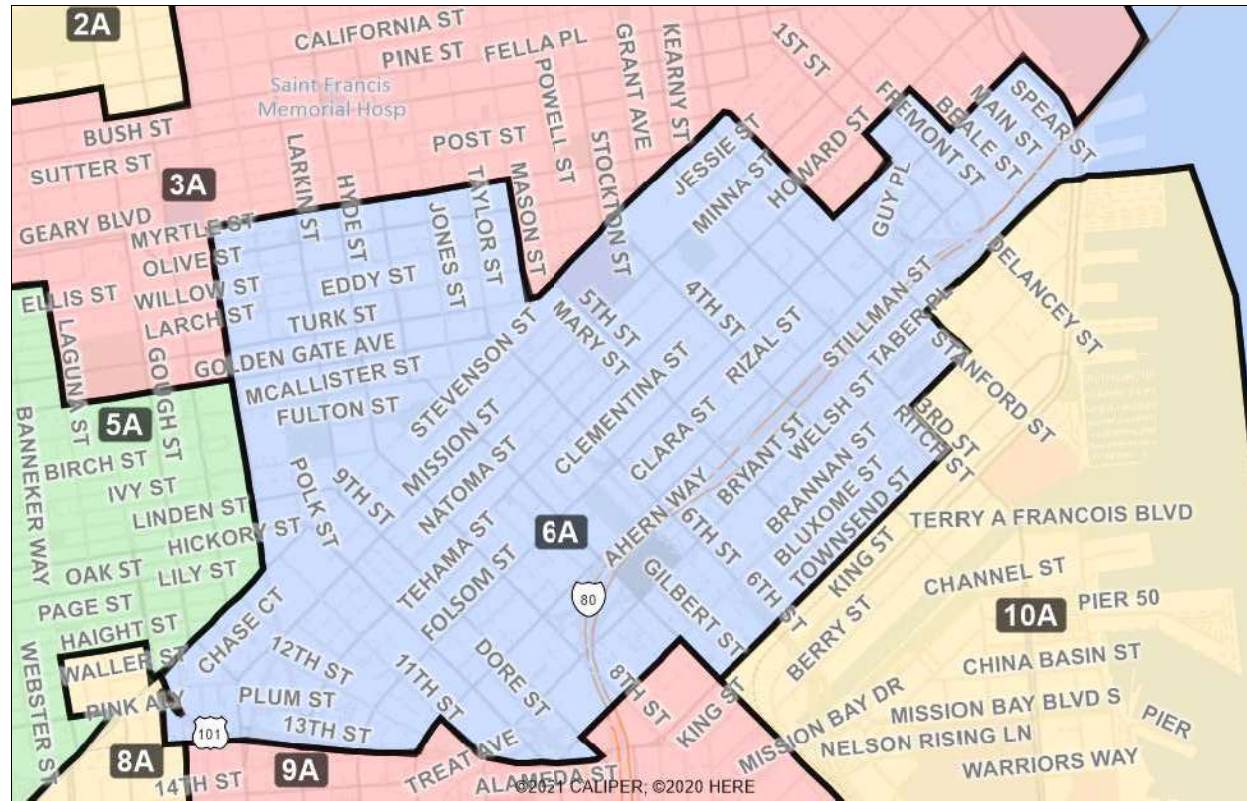 2A
CALIFORNIA ST
PINE ST
FELLA PL
POWELL ST
GRANT AVE
KEARNY ST
1ST ST
Saint Francis
Memorial Hosp
BUSH ST
SUTTER ST
POST ST
3A
LARKIN ST
HYDE ST
JONES ST
TAYLOR ST
MASON ST
STOCKTON ST
JESSIE ST
MINNA ST
HOWARD ST
FREMONT ST
BEALE ST
MAIN ST
SPEAR ST
GUY PL
GEARY BLVD
MYRTLE ST
OLIVE ST
ELLIS ST
WILLOW ST
LARCH ST
EDDY ST
TURK ST
GOLDEN GATE AVE
MCALLISTER ST
FULTON ST
LAGUNA ST
GOUGH ST
5A
BANNEKER WAY
BIRCH ST
IVY ST
LINDEN ST
HICKORY ST
OAK ST
LILY ST
PAGE ST
HAIGHT ST
WALLER ST
PINK ALY
WEBSTER ST
POLK ST
9TH ST
STEVENSON ST
MISSION ST
NATOMA ST
TEHAMA ST
FOLSOM ST
5TH ST
MARY ST
4TH ST
CLEMENTINA ST
RIZAL ST
CLARA ST
STILLMAN ST
TABER PL
DELANCEY ST
STANFORD ST
3RD ST
RITCH ST
WELSH ST
BRYANT ST
BRANNAN ST
BLUXOME ST
TOWNSEND ST
6A
AHERN WAY
80
6TH ST
6TH ST
GILBERT ST
KING ST
BERRY ST
TERRY A FRANCOIS BLVD
CHANNEL ST
10A
PIER 50
CHINA BASIN ST
MISSION BAY DR
MISSION BAY BLVD S
PIER
NELSON RISING LN
WARRIORS WAY
CHASE CT
12TH ST
PLUM ST
13TH ST
11TH ST
DORE ST
8TH ST
KING ST
101
8A
14TH ST
9A
TREAT AVE
ALAMEDA ST
©2021 CALIPER; ©2020 HERE